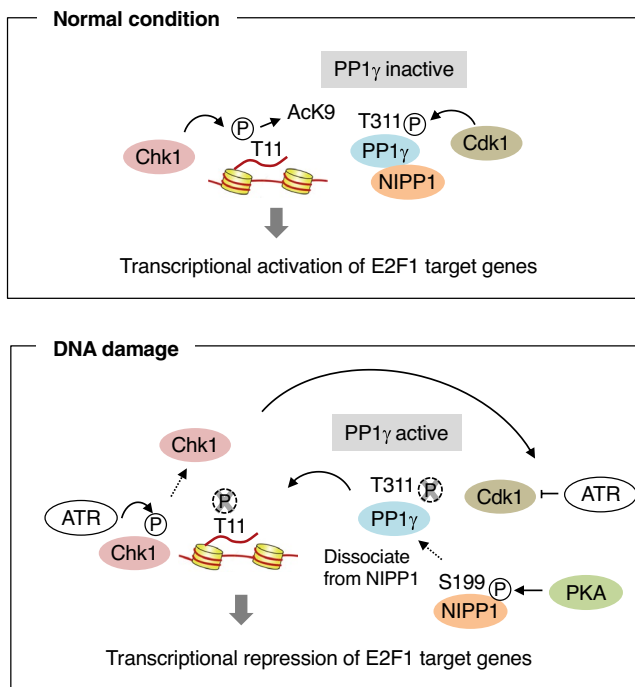 Normal condition
PP1γ inactive
P
AcK9
T311 P
Chk1
T11
PP1γ
Cdk1
NIPP1
Transcriptional activation of E2F1 target genes
DNA damage
Chk1
PP1γ active
P
T311 P
Cdk1
ATR
ATR
P
T11
PP1γ
Chk1
Dissociate
from NIPP1
S199 P
NIPP1
PKA
Transcriptional repression of E2F1 target genes